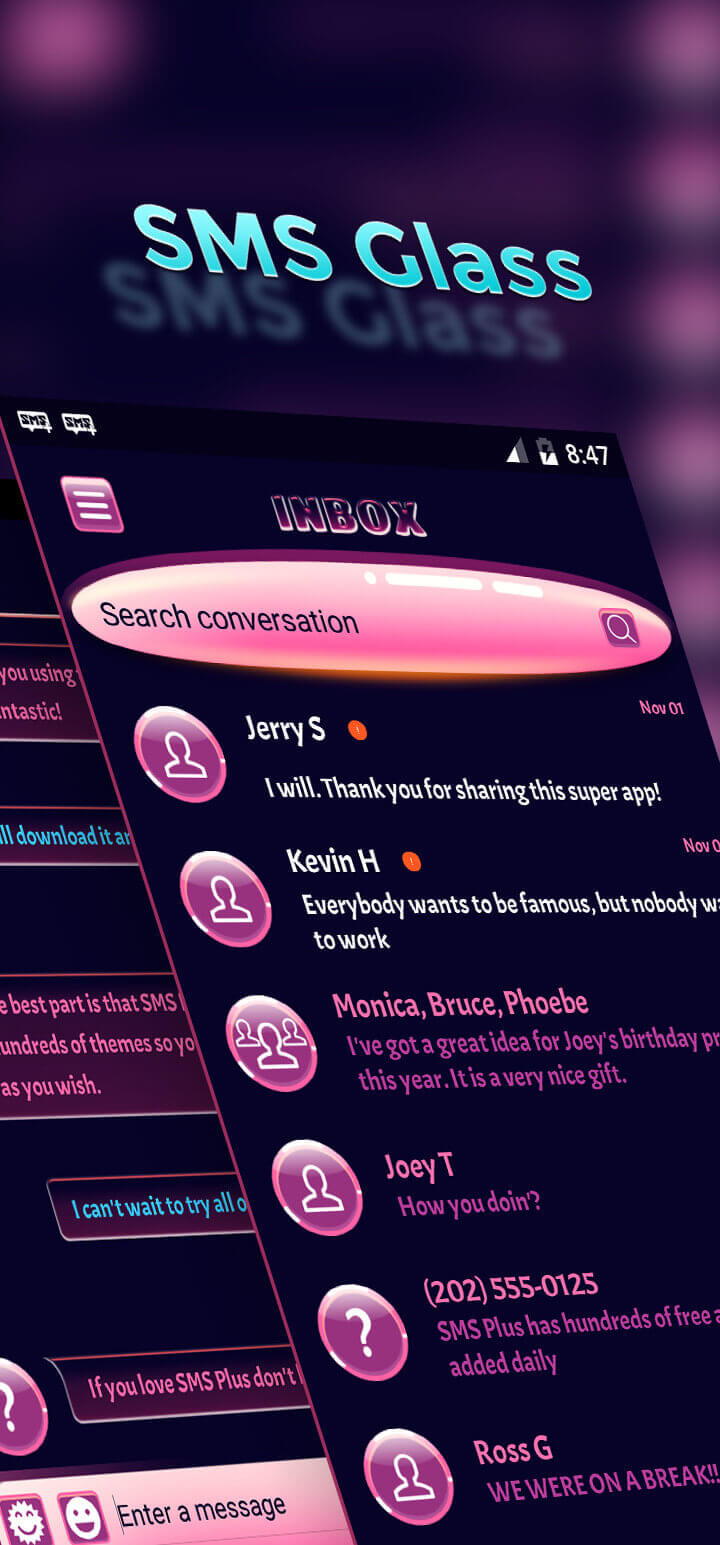 SMS Glass
SMS Glass
SMS SMS 8:47
INBOX
Search conversation
Jerry S
Nov 01
I will. Thank you for sharing this super app!
Kevin H
Nov
Everybody wants to be famous, but nobody
to work
Monica, Bruce, Phoebe
I've got a great idea for Joey's birthday
this year. It is a very nice gift.
Joey T
How you doin'?
(202) 555-0125
SMS Plus has hundreds of free
added daily
Ross G
WE WERE ON A BREAK!!
you using
ntastic!
ll download it
best part is that SMS
undreds of themes so
as you wish.
I can't wait to try all
?
If you love SMS Plus don't
?
Enter a message